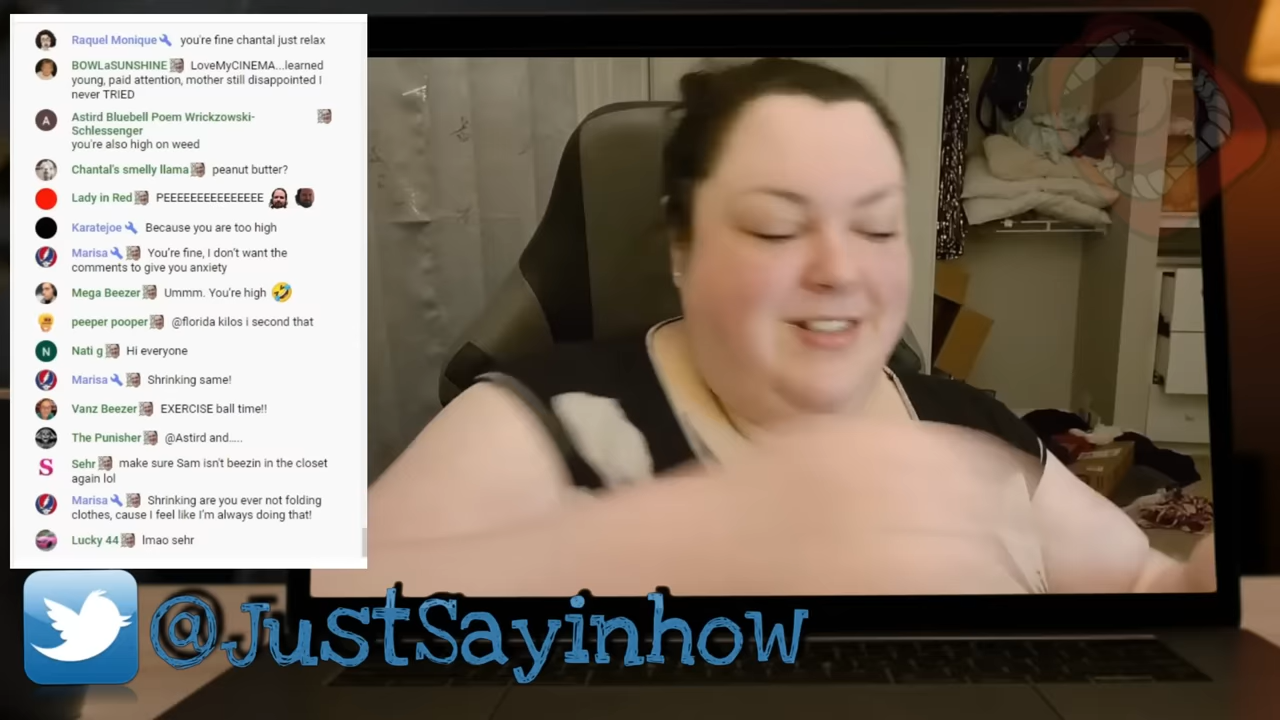 Raquel Monique you're fine chantal just relax
BOWLaSUNSHINE LoveMyCINEMA...learned
young, paid attention, mother still disappointed I
never TRIED
Astird Bluebell Poem Wrickzowski-
Schlessenger
you're also high on weed
Chantal's smelly llama peanut butter?
Lady in Red PEEEEEEEEEEEEEEE
Karatejoe Because you are too high
Marisa You're fine, I don't want the
comments to give you anxiety
Mega Beezer Ummm. You're high
peeper pooper @florida kilos i second that
Nati g Hi everyone
Marisa Shrinking same!
Vanz Beezer EXERCISE ball time!!
The Punisher @Astird and.....
Sehr make sure Sam isn't beezin in the closet
again lol
Marisa Shrinking are you ever not folding
clothes, cause I feel like I'm always doing that!
Lucky 44 lmao sehr
@JustSayinhow